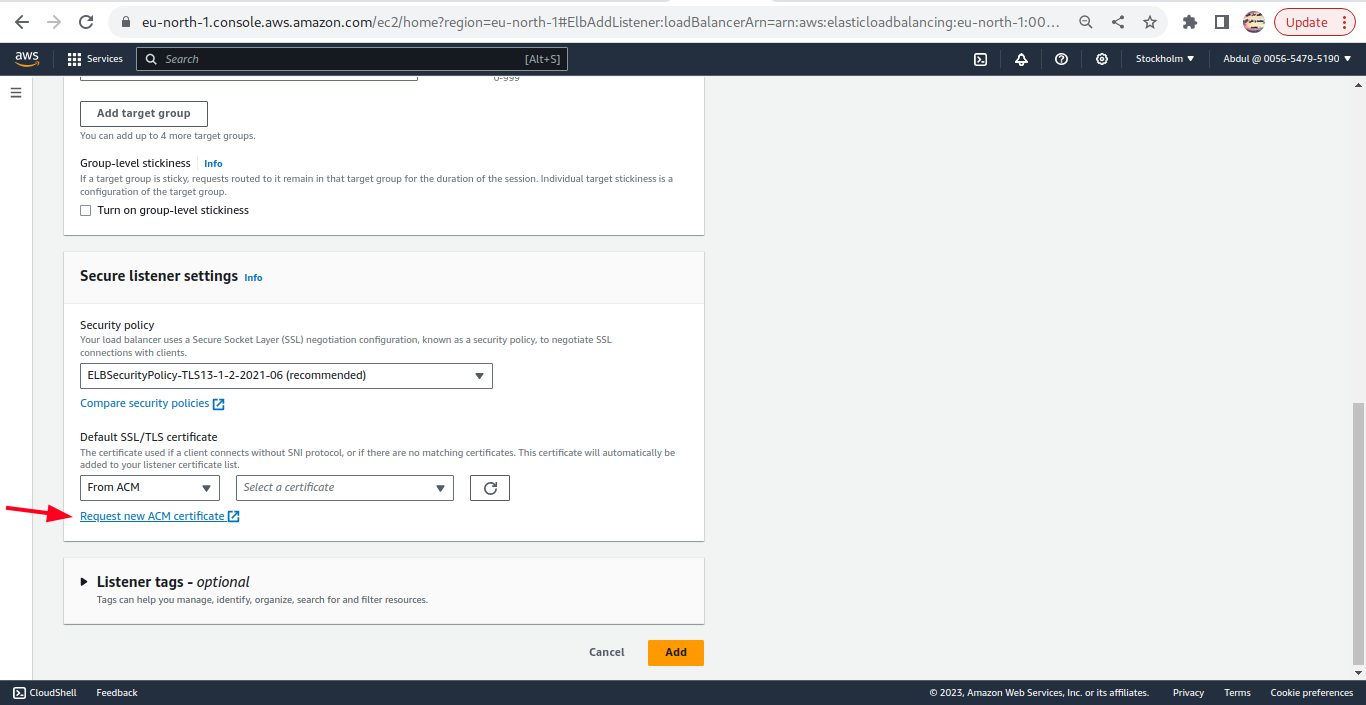 eu-north-1.console.aws.amazon.com/ec2/home?region=eu-north-1#ElbAddListener:loadBalancerArn=arn:aws:elasticloadbalancing:eu-north-1:00...
Update
aws
Services
Search
[Alt+S]
Stockholm
Abdul @ 0056-5479-5190
0-999
Add target group
You can add up to 4 more target groups.
Group-level stickiness
Info
If a target group is sticky, requests routed to it remain in that target group for the duration of the session. Individual target stickiness is a
configuration of the target group.
Turn on group-level stickiness
Secure listener settings
Info
Security policy
Your load balancer uses a Secure Socket Layer (SSL) negotiation configuration, known as a security policy, to negotiate SSL
connections with clients.
ELBSecurityPolicy-TLS13-1-2-2021-06 (recommended)
Compare security policies
Default SSL/TLS certificate
The certificate used if a client connects without SNI protocol, or if there are no matching certificates. This certificate will automatically be
added to your listener certificate list.
From ACM
Select a certificate
Request new ACM certificate
Listener tags - optional
Tags can help you manage, identify, organize, search for and filter resources.
Cancel
Add
CloudShell
Feedback
© 2023, Amazon Web Services, Inc. or its affiliates.
Privacy
Terms
Cookie preferences